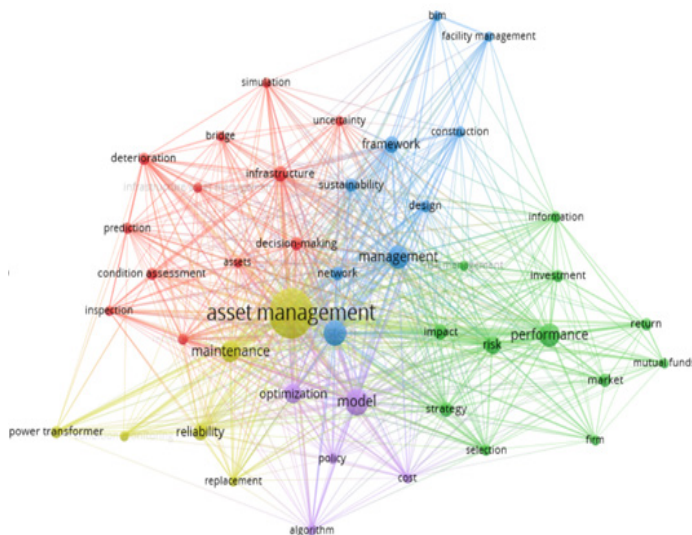 bim
facility management
simulation
uncertainty
construction
bridge
framework
deterioration
infrastructure
sustainability
design
information
prediction
decision-making
management
condition assessment
assets
network
investment
inspection
asset management
impact
performance
return
maintenance
risk
mutual funds
optimization
model
market
strategy
power transformer
reliability
firm
selection
policy
replacement
cost
algorithm